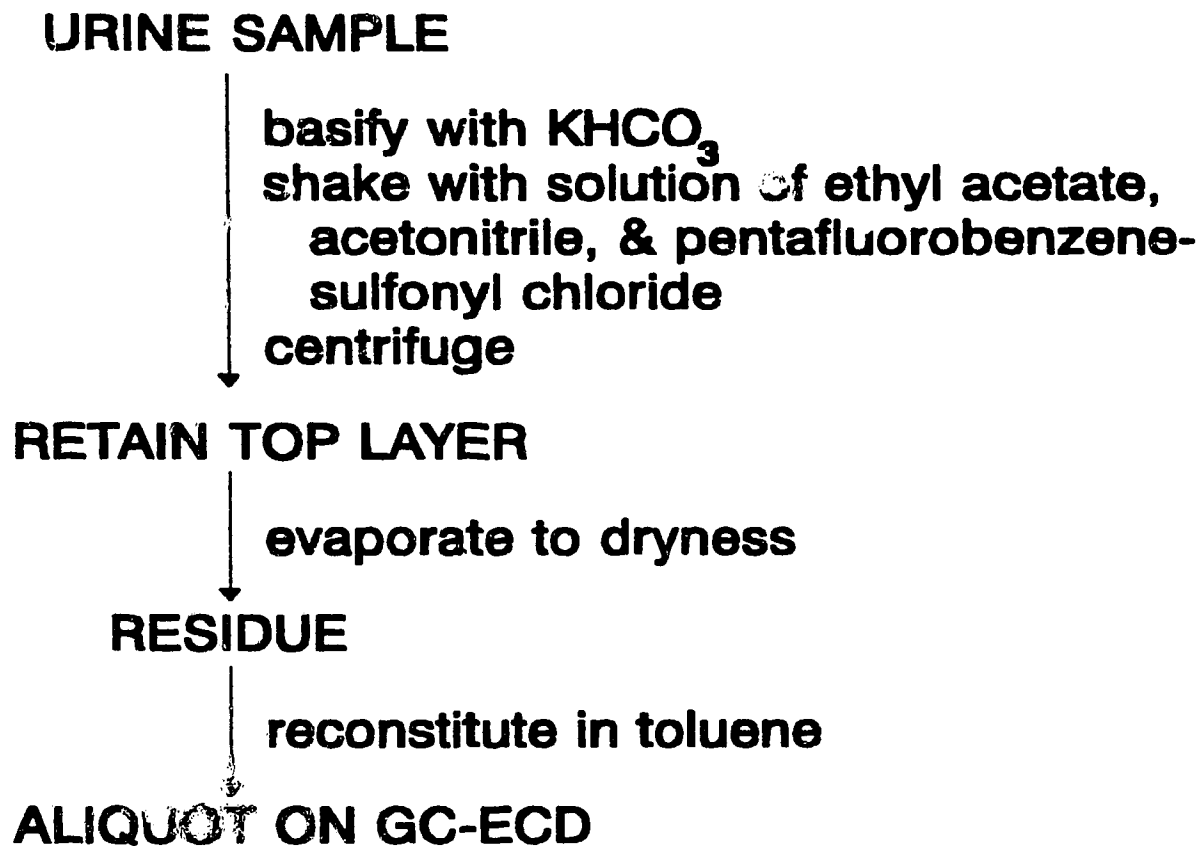 URINE SAMPLE
basify with KHCO₃
shake with solution of ethyl acetate,
acetonitrile, & pentafluorobenzene-
sulfonyl chloride
centrifuge
RETAIN TOP LAYER
evaporate to dryness
RESIDUE
reconstitute in toluene
ALIQUOT ON GC-ECD